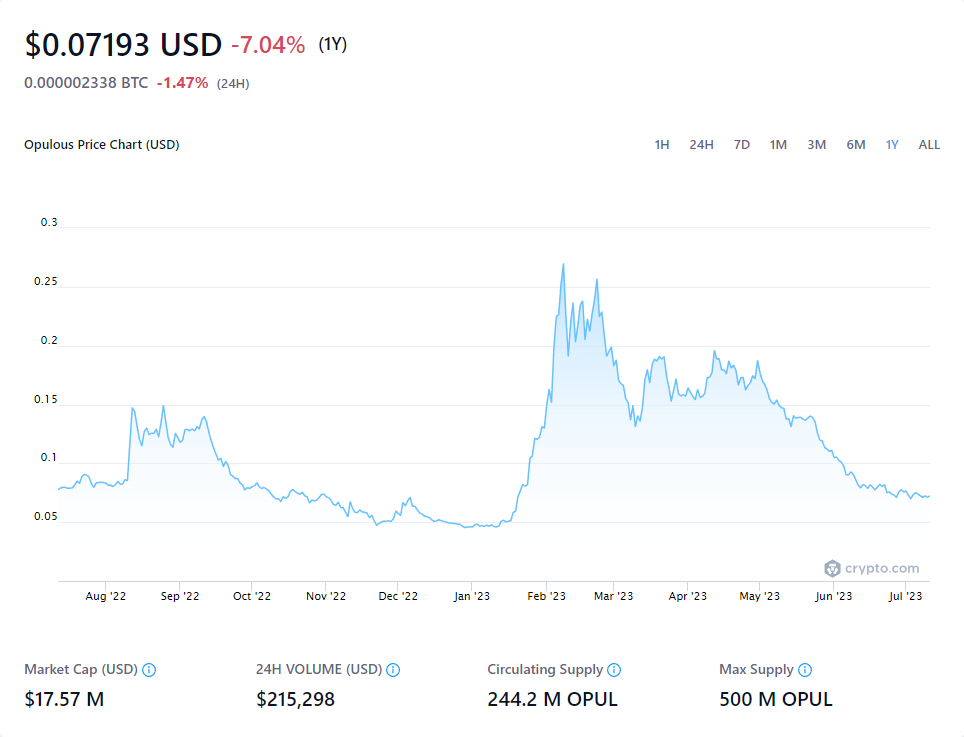 $0.07193 USD -7.04% (1Y)
0.000002338 BTC -1.47% (24H)
Opulous Price Chart (USD) 1H 24H 7D 1M 3M 6M 1Y ALL
0.3
0.25
0.2
0.15
0.1
0.05
crypto.com
Aug '22 Sep '22 Oct '22 Nov '22 Dec '22 Jan '23 Feb '23 Mar '23 Apr '23 May '23 Jun '23 Jul '23
Market Cap (USD) 24H VOLUME (USD) Circulating Supply Max Supply
$17.57 M $215,298 244.2 M OPUL 500 M OPUL